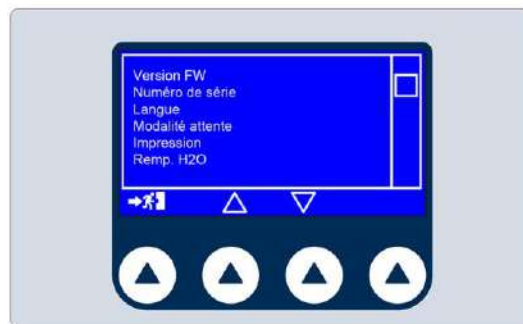 Version FW
Numéro de série
Langue
Modalité attente
Impression
Remp. H2O